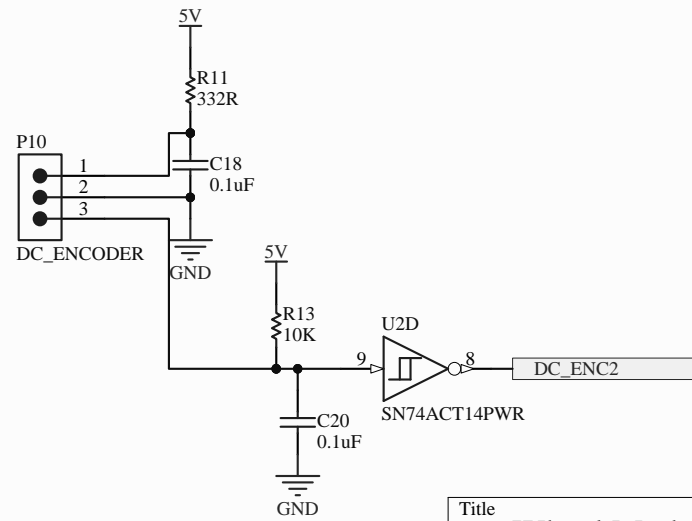 5V
R11
332R
P10
1
C18
0.1uF
2
3
DC_ENCODER
GND
5V
R13
10K
U2D
9
8
DC_ENC2
SN74ACT14PWR
C20
0.1uF
GND
Title